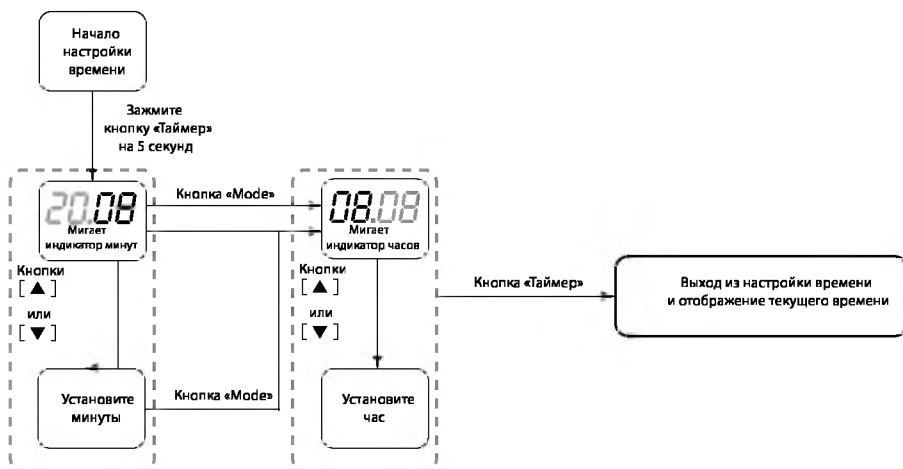 Начало
настройки
времени
Зажмите
кнопку «Таймер»
на 5 секунд
20.08
Мигает
индикатор минут
Кнопка «Mode»
08.08
Мигает
индикатор часов
Кнопки
[▲]
или
[▼]
Кнопки
[▲]
или
[▼]
Кнопка «Таймер»
Выход из настройки времени
и отображение текущего времени
Установите
минуты
Кнопка «Mode»
Установите
час